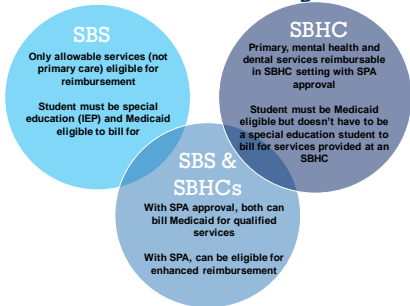 SBS
Only allowable services (not
primary care) eligible for
reimbursement
Student must be special
education (IEP) and Medicaid
eligible to bill for
SBHC
Primary, mental health and
dental services reimbursable
in SBHC setting with SPA
approval
Student must be Medicaid
eligible but doesn't have to be
a special education student to
bill for services provided at an
SBHC
SBS &
SBHCs
With SPA approval, both can
bill Medicaid for qualified
services
With SPA, can be eligible for
enhanced reimbursement